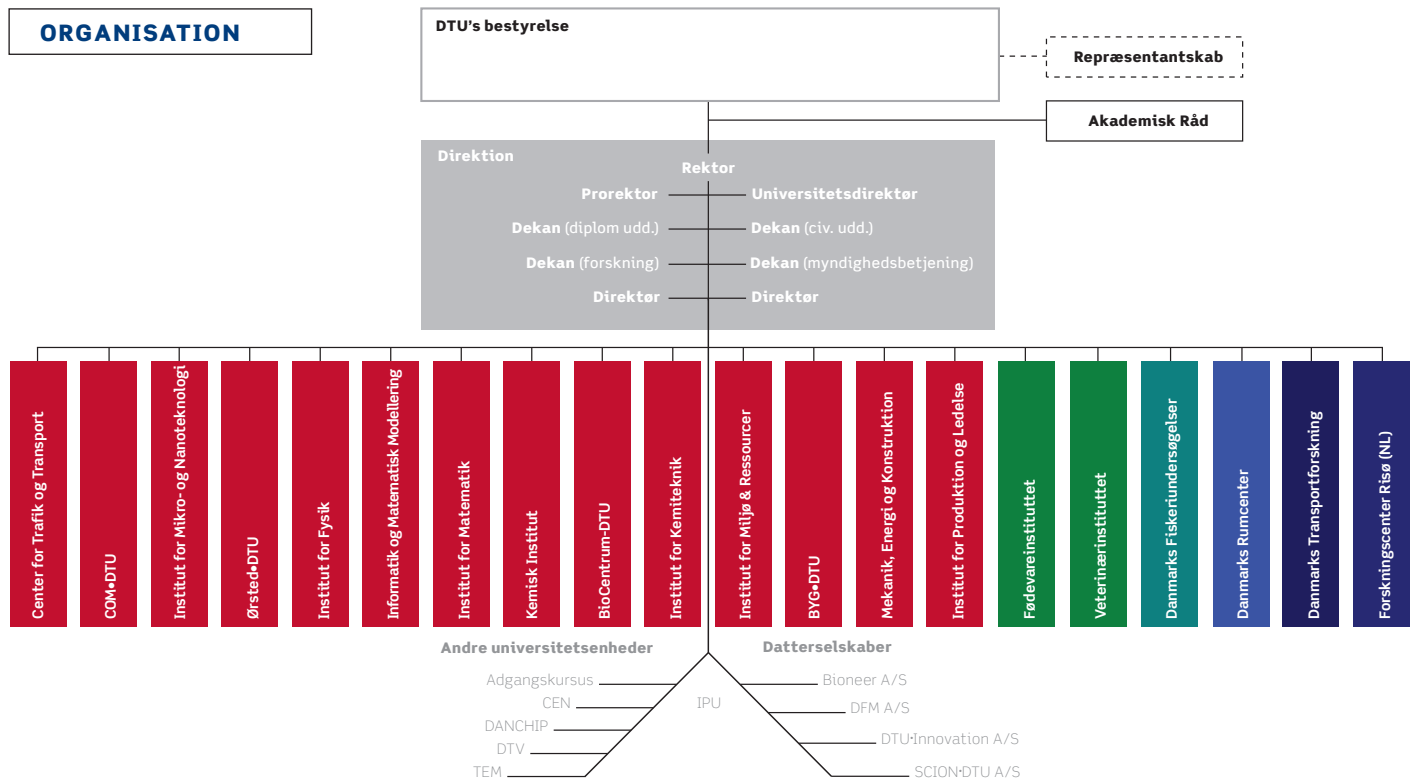 ORGANISATION
DTU's bestyrelse
Repræsentantskab
Akademisk Råd
Direktion
Rektor
Prorektor
Universitetsdirektør
Dekan (diplom udd.)
Dekan (civ. udd.)
Dekan (forskning)
Dekan (myndighedsbetjening)
Direktør
Direktør
Center for Trafik og Transport
COM•DTU
Institut for Mikro- og Nanoteknologi
Ørsted•DTU
Institut for Fysik
Informatik og Matematisk Modellering
Institut for Matematik
Kemisk Institut
BioCentrum-DTU
Institut for Kemiteknik
Institut for Miljø & Ressourcer
BYG•DTU
Mekanik, Energi og Konstruktion
Institut for Produktion og Ledelse
Fødevareinstituttet
Veterinærinstituttet
Danmarks Fiskeriundersøgelser
Danmarks Rumcenter
Danmarks Transportforskning
Forskningscenter Risø (NL)
Andre universitetsenheder
Adgangskursus
CEN
DANCHIP
DTV
TEM
IPU
Datterselskaber
Bioneer A/S
DFM A/S
DTU•Innovation A/S
SCION•DTU A/S